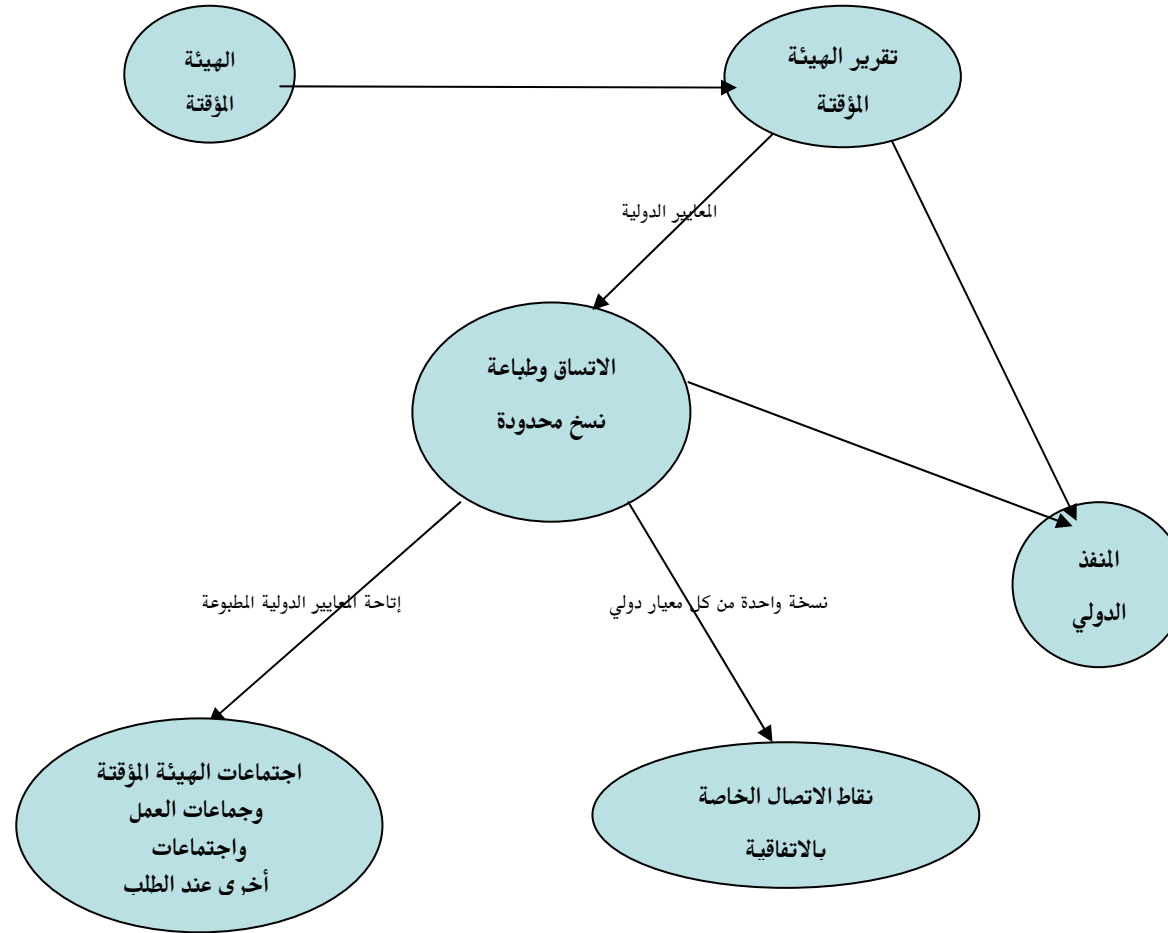 الهيئة
المؤقتة
تقرير الهيئة
المؤقتة
المعايير الدولية
الاتساق وطباعة
نسخ محدودة
المنفذ
الدولي
إتاحة المعايير الدولية المطبوعة
نسخة واحدة من كل معيار دولي
اجتماعات الهيئة المؤقتة
وجماعات العمل
واجتماعات
أخرى عند الطلب
نقاط الاتصال الخاصة
بالاتفاقية